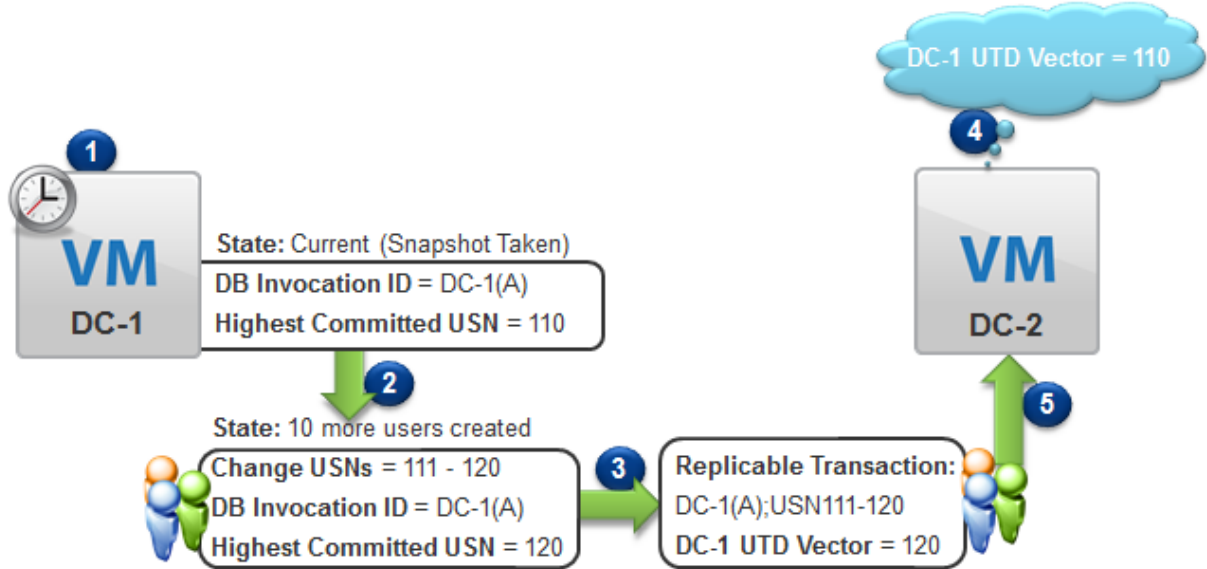 DC-1 UTD Vector = 110
1
4
VM
DC-1
State: Current (Snapshot Taken)
DB Invocation ID = DC-1(A)
Highest Committed USN = 110
VM
DC-2
2
5
State: 10 more users created
Change USNs = 111 - 120
DB Invocation ID = DC-1(A)
Highest Committed USN = 120
3
Replicable Transaction:
DC-1(A);USN111-120
DC-1 UTD Vector = 120